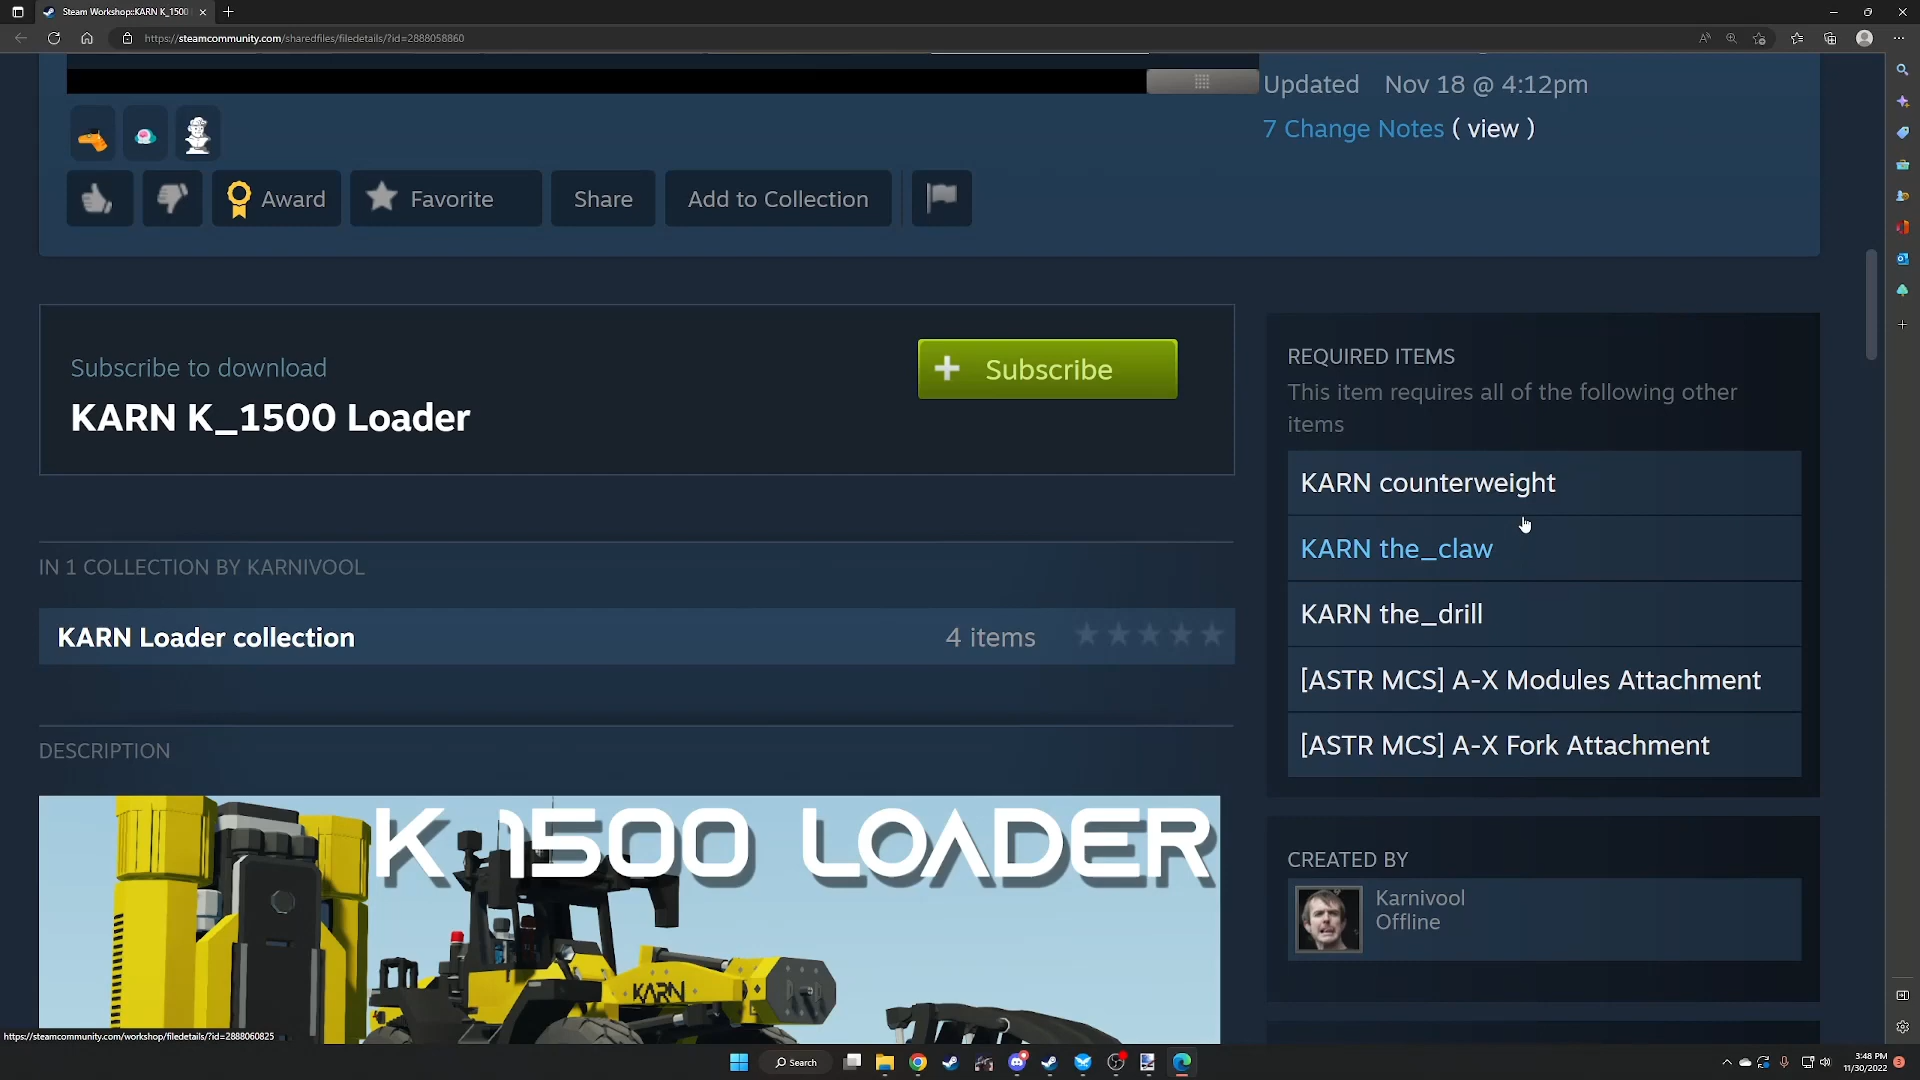 Steam Workshop::KARN K_1500
https://steamcommunity.com/sharedfiles/filedetails/?id=2888058860
Updated Nov 18 @ 4:12pm
7 Change Notes ( view )
Award
Favorite
Share
Add to Collection
Subscribe to download
KARN K_1500 Loader
Subscribe
IN 1 COLLECTION BY KARNIVOOL
KARN Loader collection
4 items
DESCRIPTION
K 1500 LOADER
KARN
REQUIRED ITEMS
This item requires all of the following other
items
KARN counterweight
KARN the_claw
KARN the_drill
[ASTR MCS] A-X Modules Attachment
[ASTR MCS] A-X Fork Attachment
CREATED BY
Karnivool
Offline
https://steamcommunity.com/workshop/filedetails/?id=2888060825
Search
3:48 PM
11/30/2022
3